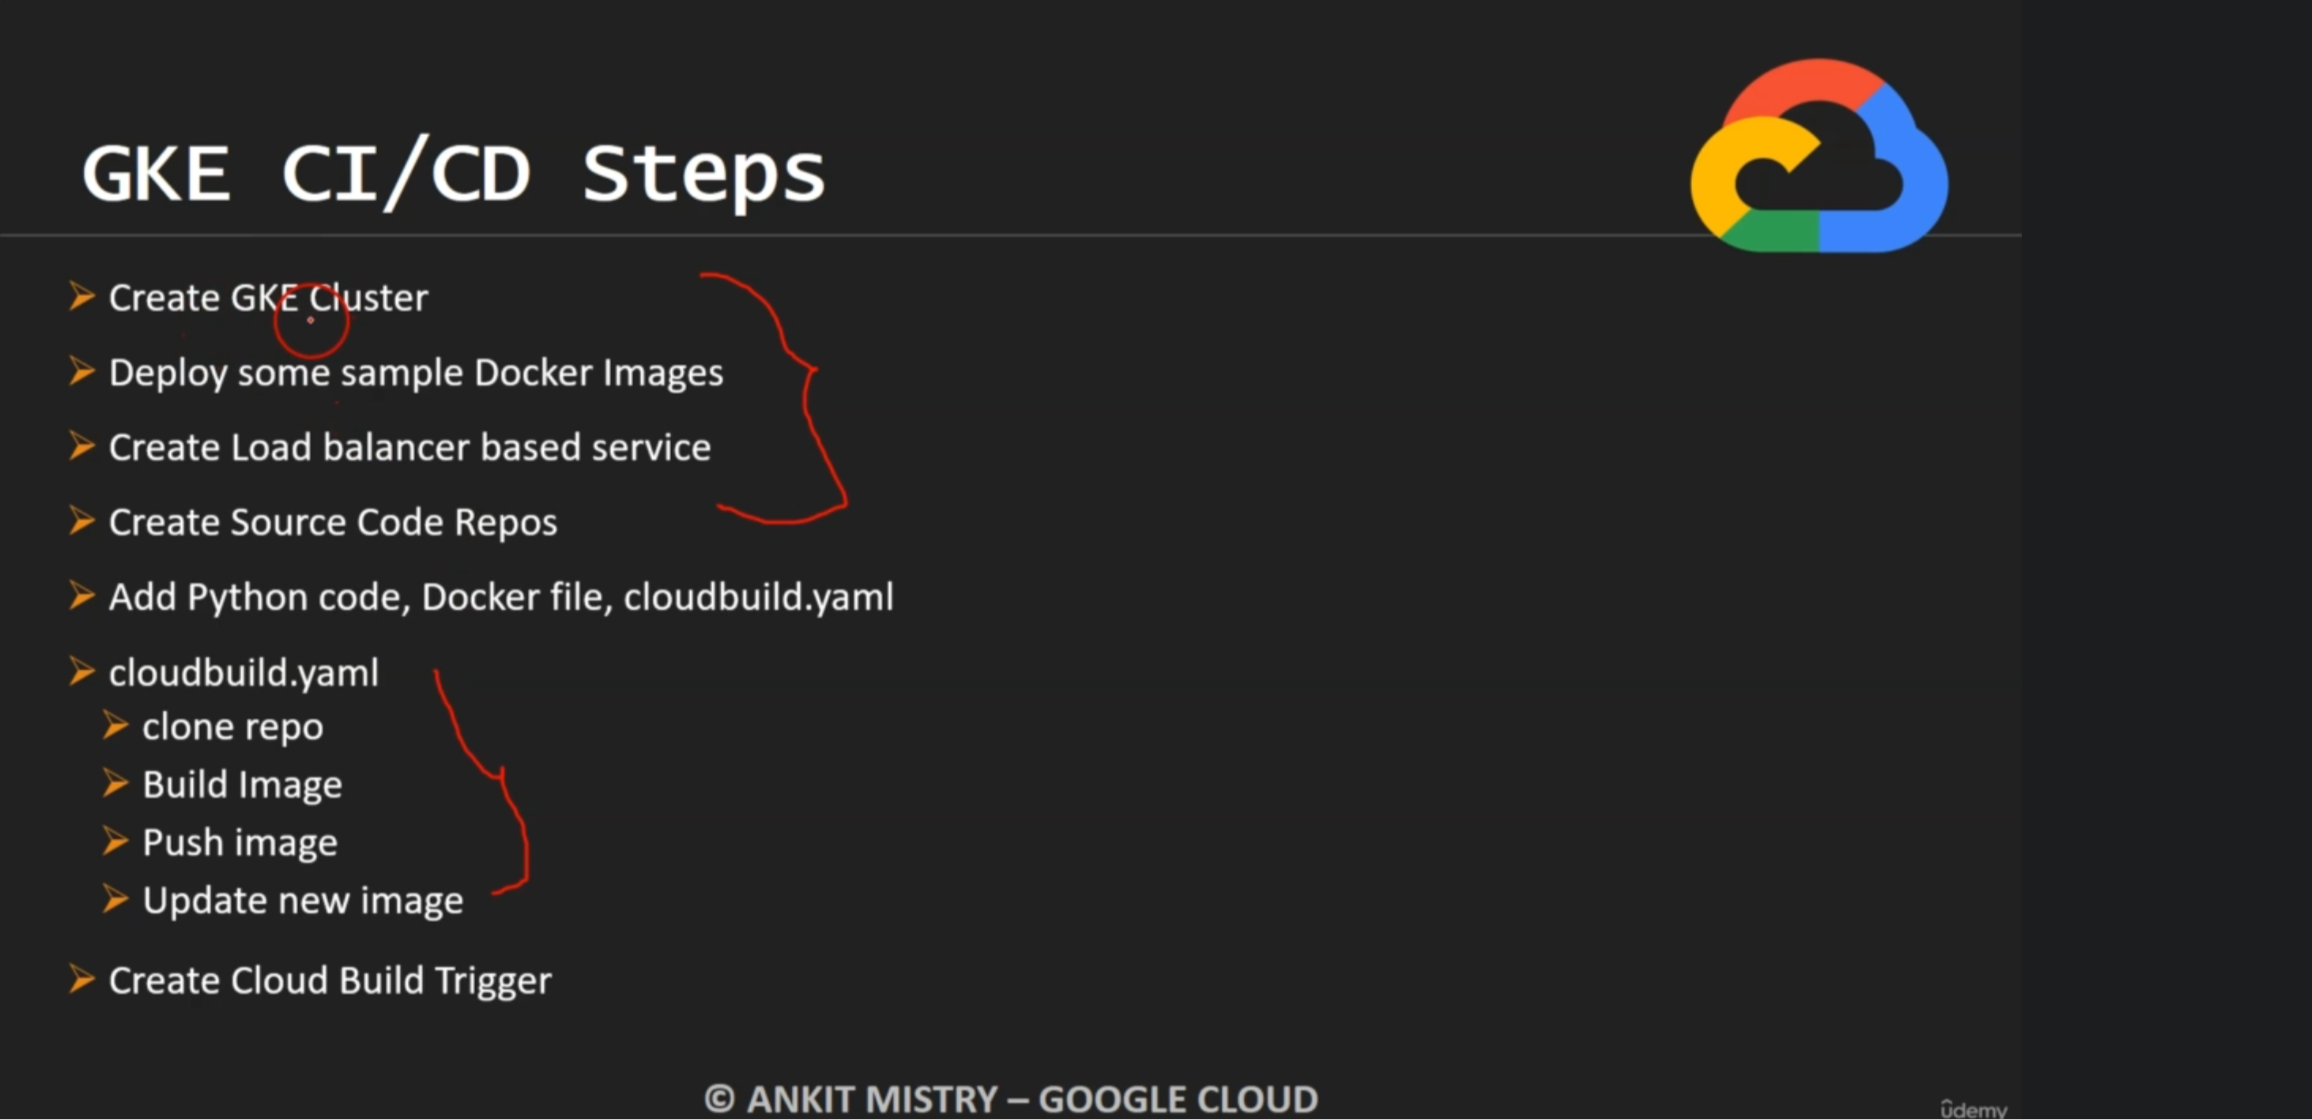 GKE CI/CD Steps
Create GKE Cluster
Deploy some sample Docker Images
Create Load balancer based service
Create Source Code Repos
Add Python code, Docker file, cloudbuild.yaml
cloudbuild.yaml
clone repo
Build Image
Push image
Update new image
Create Cloud Build Trigger
© ANKIT MISTRY – GOOGLE CLOUD
ûdemy